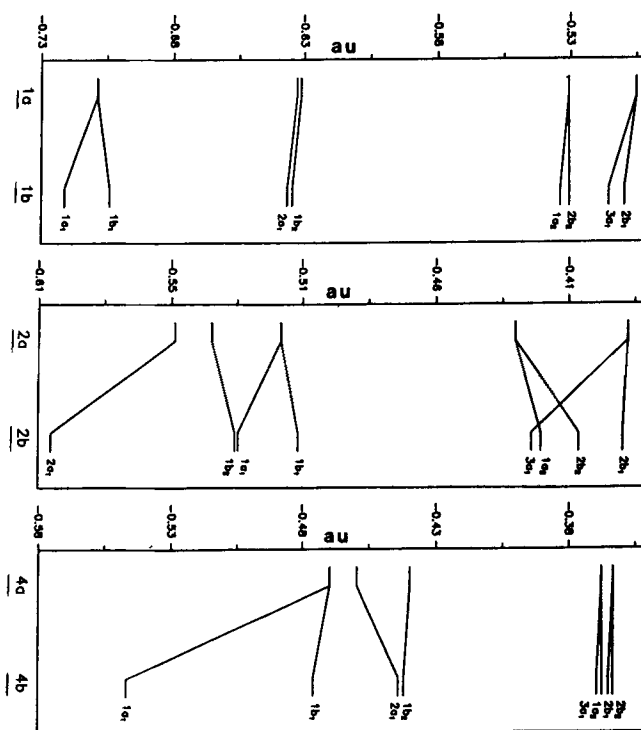 -0.73 -0.68 -0.63 -0.58 -0.53
au
1a
1b
1a₁ 1b₁ 2a₁ 1b₂ 1a₂ 2b₂ 3a₁ 2b₁
-0.61 -0.55 -0.51 -0.46 -0.41
au
2a
2b
2a₁ 1b₂ 1a₁ 1b₁ 3a₁ 1a₂ 2b₂ 2b₁
-0.58 -0.53 -0.48 -0.43 -0.38
au
4a
4b
1a₁ 1b₁ 2a₁ 1b₂ 3a₁ 1a₂ 2b₁ 2b₂